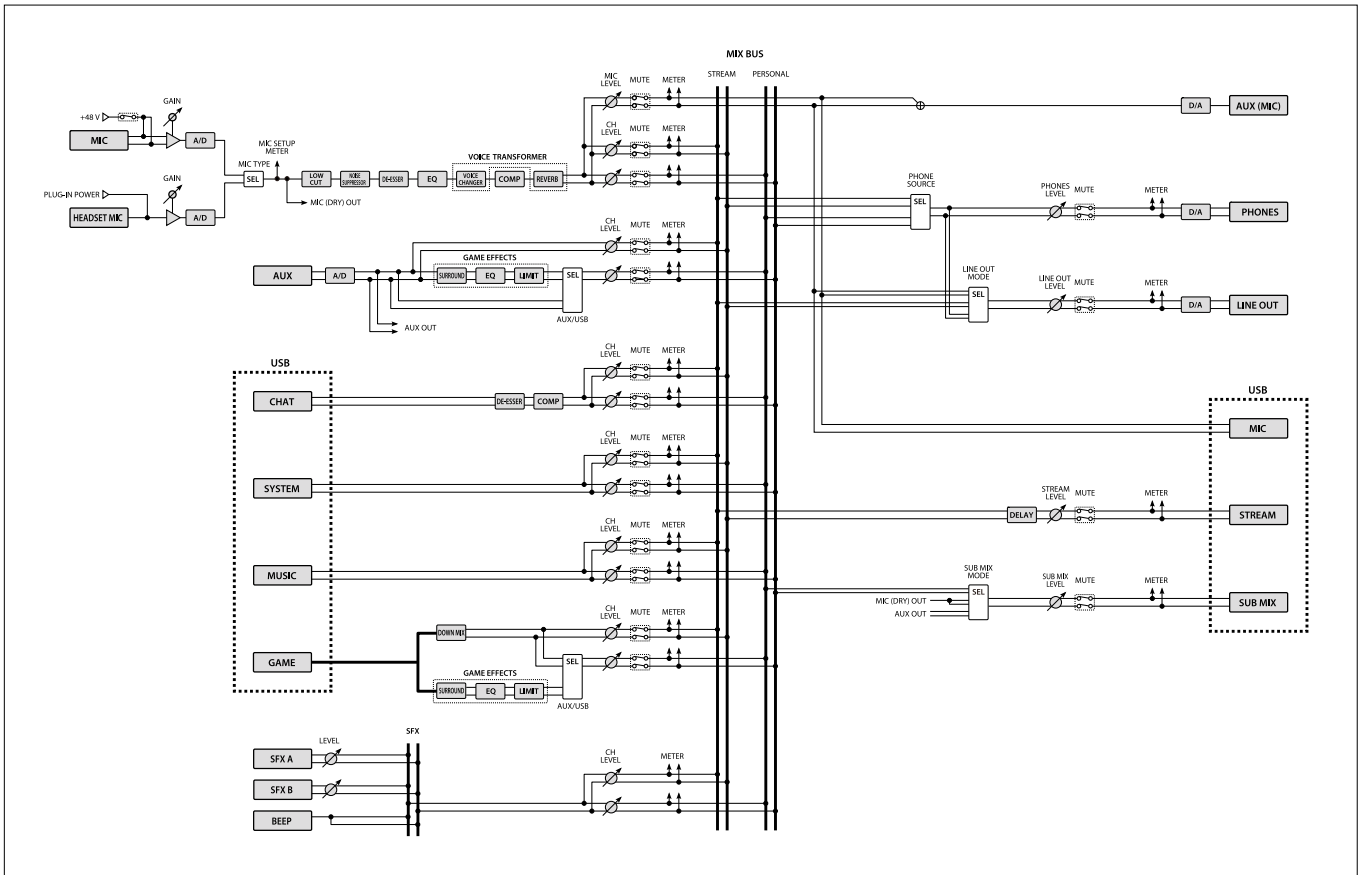 MIX BUS
STREAM
PERSONAL
MIC
LEVEL
MUTE
METER
GAIN
+48 V
MIC
A/D
AUX (MIC)
D/A
CH
LEVEL
MUTE
METER
MIC SETUP
METER
MIC TYPE
SEL
VOICE TRANSFORMER
LOW
CUT
NOISE
SUPPRESSOR
DE-ESSER
EQ
VOICE
CHANGER
COMP
REVERB
PHONE
SOURCE
SEL
PHONES
LEVEL
MUTE
METER
D/A
PHONES
PLUG-IN POWER
GAIN
HEADSET MIC
A/D
MIC (DRY) OUT
CH
LEVEL
MUTE
METER
GAME EFFECTS
AUX
A/D
SURROUND
EQ
LIMIT
SEL
AUX/USB
AUX OUT
LINE OUT
MODE
SEL
LINE OUT
LEVEL
MUTE
METER
D/A
LINE OUT
USB
CHAT
DE-ESSER
COMP
CH
LEVEL
MUTE
METER
USB
MIC
SYSTEM
CH
LEVEL
MUTE
METER
DELAY
STREAM
LEVEL
MUTE
METER
STREAM
MUSIC
CH
LEVEL
MUTE
METER
SUB MIX
MODE
SEL
MIC (DRY) OUT
AUX OUT
SUB MIX
LEVEL
MUTE
METER
SUB MIX
GAME
DOWN MIX
CH
LEVEL
MUTE
METER
GAME EFFECTS
SURROUND
EQ
LIMIT
SEL
AUX/USB
SFX
LEVEL
SFX A
SFX B
BEEP
CH
LEVEL
METER